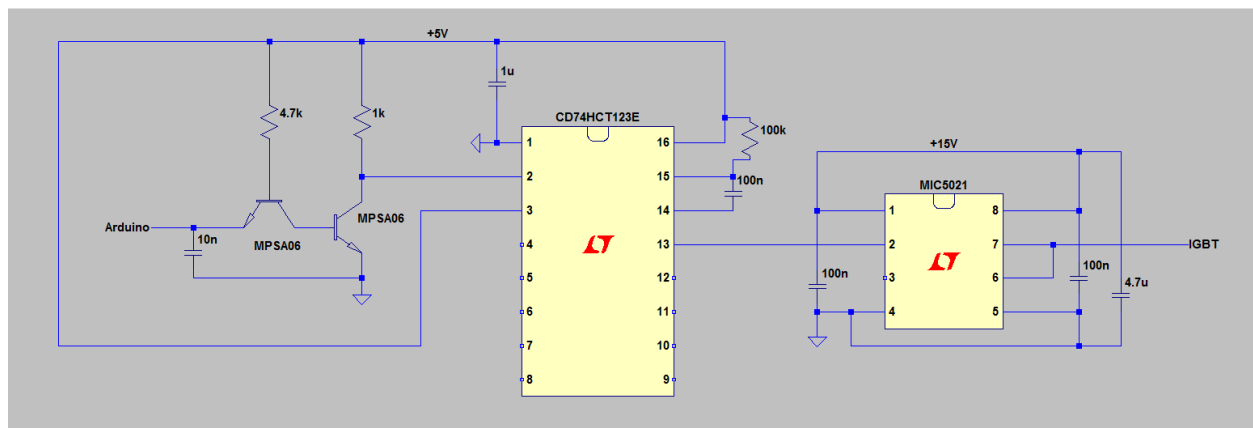 +5V
4.7k
1k
1u
CD74HCT123E
100k
100n
1
2
3
4
5
6
7
8
16
15
14
13
12
11
10
9
Arduino
10n
MPSA06
MPSA06
+15V
MIC5021
1
2
3
4
8
7
6
5
100n
100n
4.7u
IGBT